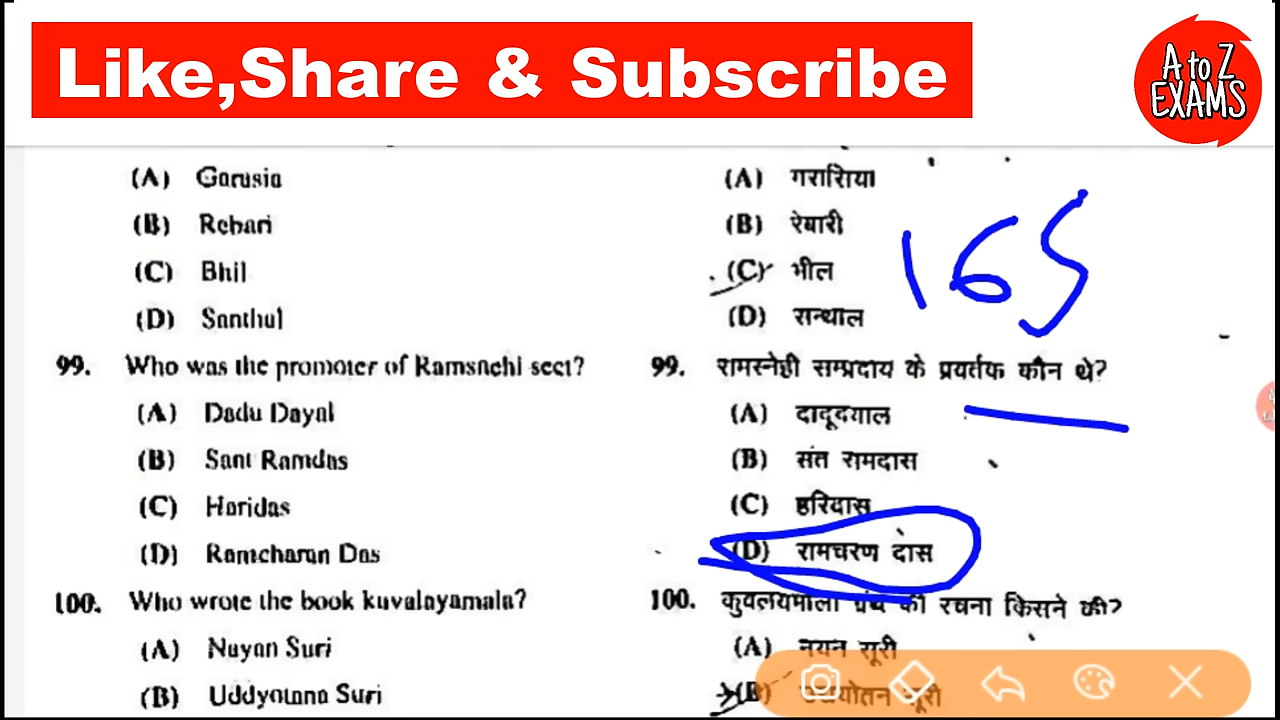 Like,Share & Subscribe
A to Z
EXAMS
(A) Garasia
(B) Rebari
(C) Bhil
(D) Santhal
99. Who was the promoter of Ramsnehi sect?
(A) Dadu Dayal
(B) Sant Ramdas
(C) Haridas
(D) Ramcharan Das
100. Who wrote the book kuvalayamala?
(A) Nayan Suri
(B) Uddyotana Suri
(A) गरासिया
(B) रेबारी
(C) भील
(D) सन्थाल
165
99. रामस्नेही सम्प्रदाय के प्रवर्तक कौन थे?
(A) दादूदयाल
(B) संत रामदास
(C) हरिदास
(D) रामचरण दास
100. कुवलयमाला ग्रंथ की रचना किसने की?
(A) नयन सूरी
(B) सूरी